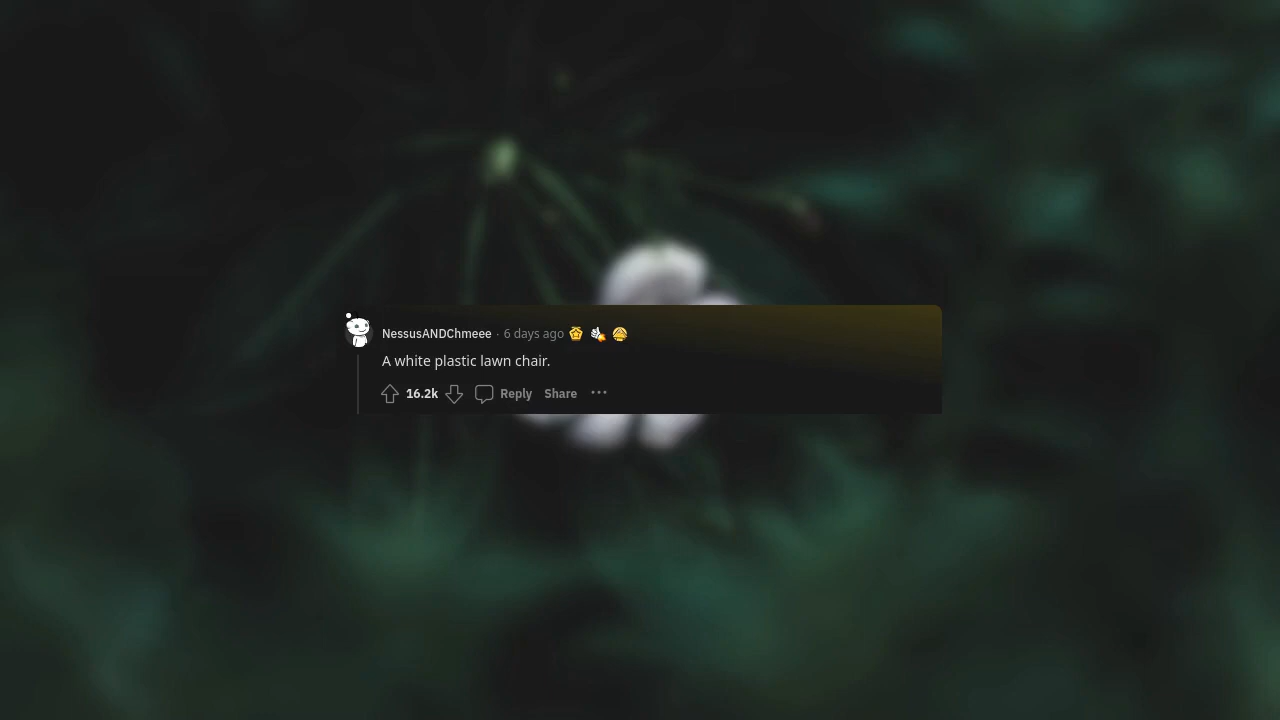 NessusANDChmeee · 6 days ago
A white plastic lawn chair.
16.2k Reply Share ...